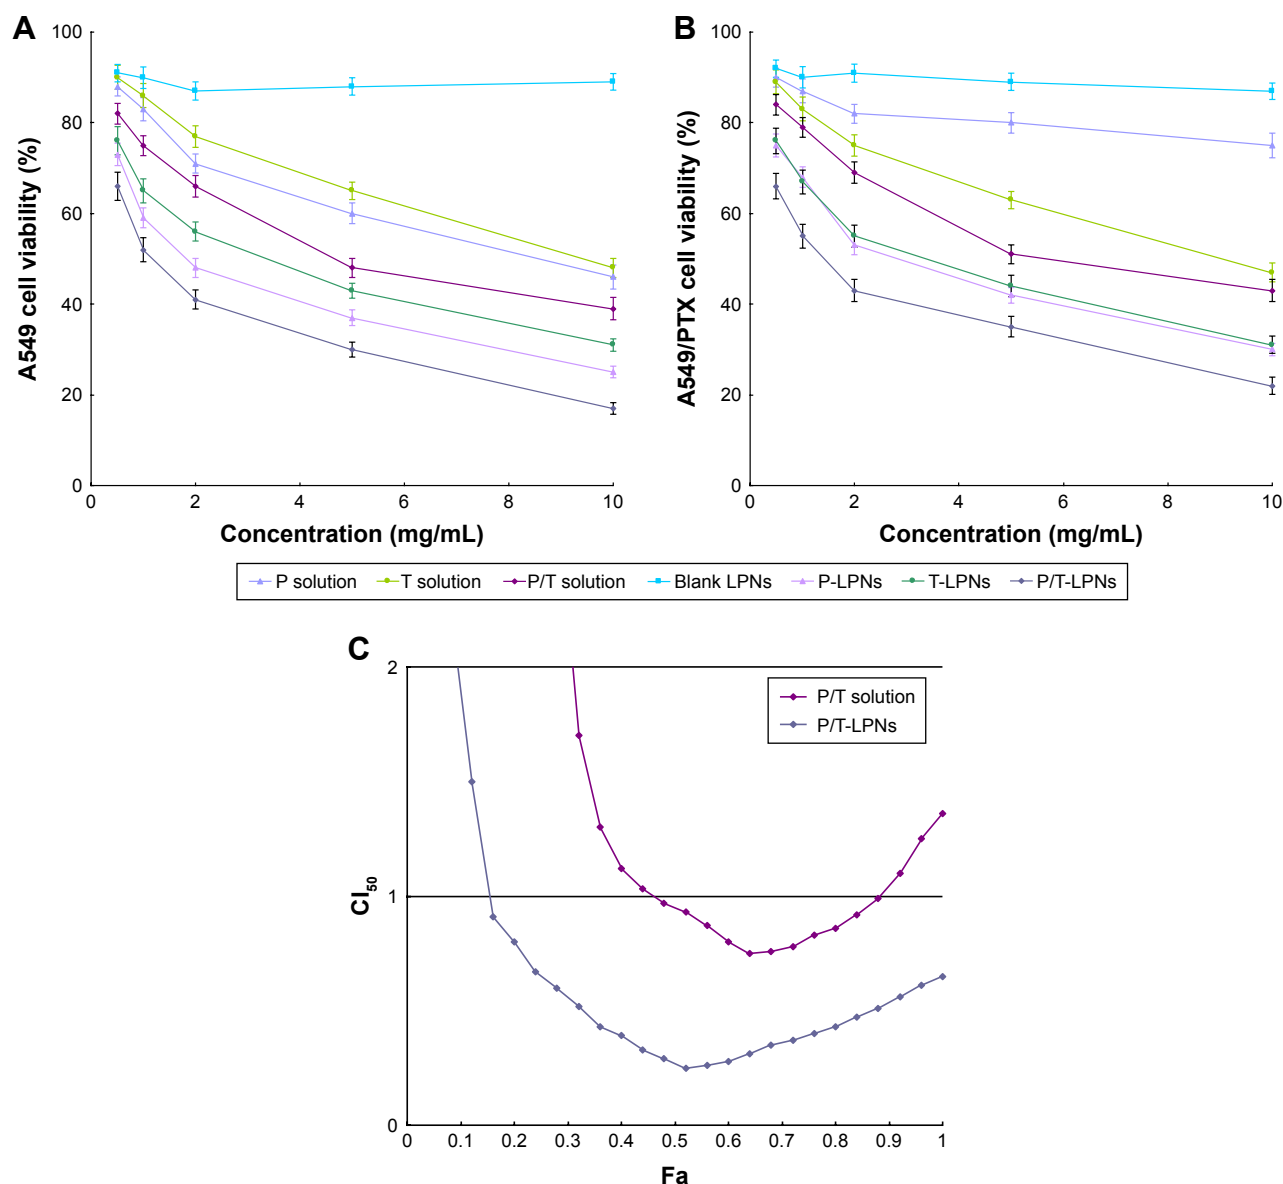 A
B
100
80
60
40
20
0
A549 cell viability (%)
0
2
4
6
8
10
Concentration (mg/mL)
100
80
60
40
20
0
A549/PTX cell viability (%)
0
2
4
6
8
10
Concentration (mg/mL)
P solution T solution P/T solution Blank LPNs P-LPNs T-LPNs P/T-LPNs
C
2
1
0
CI50
P/T solution
P/T-LPNs
0 0.1 0.2 0.3 0.4 0.5 0.6 0.7 0.8 0.9 1
Fa